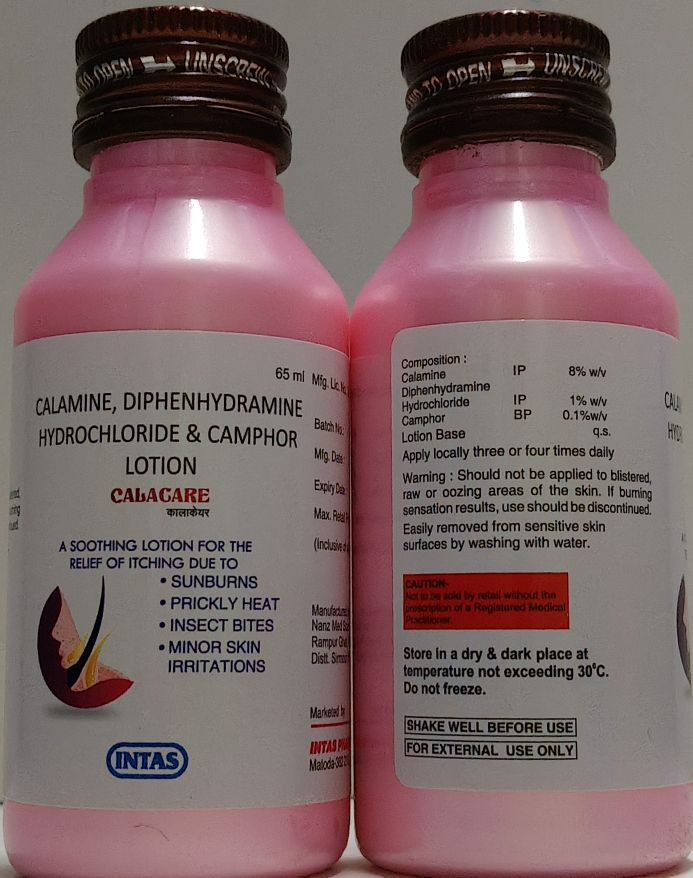 TO OPEN UNSCREW
65 ml
CALAMINE, DIPHENHYDRAMINE
HYDROCHLORIDE & CAMPHOR
LOTION
CALACARE
कालाकेयर
A SOOTHING LOTION FOR THE
RELIEF OF ITCHING DUE TO
• SUNBURNS
• PRICKLY HEAT
• INSECT BITES
• MINOR SKIN
IRRITATIONS
INTAS
Mfg. Lic. No.
Batch No.:
Mfg. Date :
Expiry Date :
Max. Retail
(Inclusive of
Manufactured
Nanz Med
Rampur Ghat
Distt.
Marketed by
INTAS
TO OPEN UNSCREW
Composition :
Calamine IP 8% w/v
Diphenhydramine
Hydrochloride IP 1% w/v
Camphor BP 0.1%w/v
Lotion Base q.s.
Apply locally three or four times daily
Warning : Should not be applied to blistered,
raw or oozing areas of the skin. If burning
sensation results, use should be discontinued.
Easily removed from sensitive skin
surfaces by washing with water.
CAUTION-
Not to be sold by retail without the
prescription of a Registered Medical
Practitioner.
Store in a dry & dark place at
temperature not exceeding 30°C.
Do not freeze.
SHAKE WELL BEFORE USE
FOR EXTERNAL USE ONLY